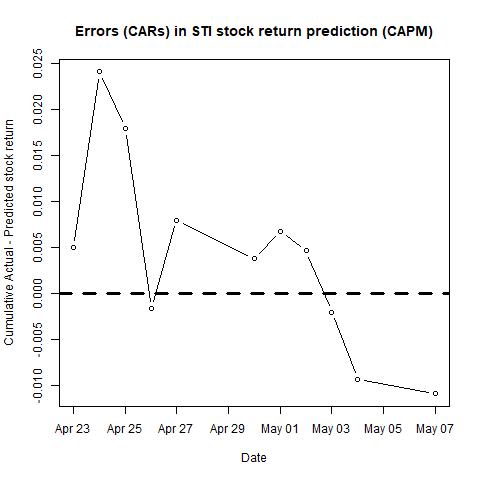 Errors (CARs) in STI stock return prediction (CAPM)
Cumulative Actual - Predicted stock return
0.025
0.020
0.015
0.010
0.005
0.000
-0.005
-0.010
Apr 23 Apr 25 Apr 27 Apr 29 May 01 May 03 May 05 May 07
Date